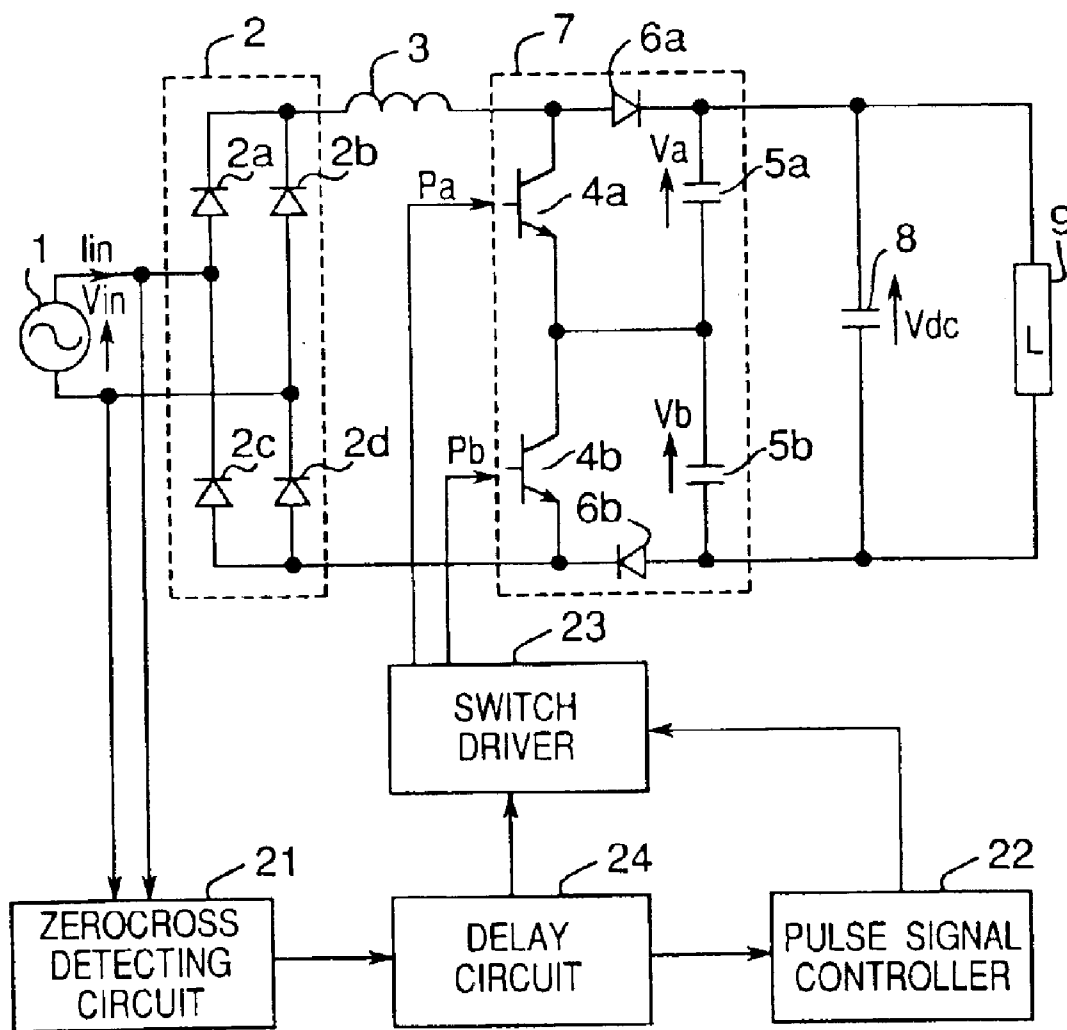 2
3
7
6a
2a
2b
Va
5a
Pa
4a
9
1
Iin
Vin
8
Vdc
L
Vb
2c
2d
Pb
4b
5b
6b
23
SWITCH
DRIVER
21
24
22
ZEROCROSS
DETECTING
CIRCUIT
DELAY
CIRCUIT
PULSE SIGNAL
CONTROLLER